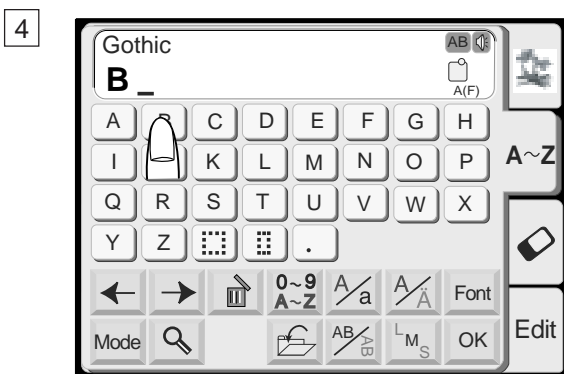 4
Gothic
AB
B _
A(F)
A B C D E F G H
I K L M N O P
A~Z
Q R S T U V W X
Y Z .
0~9
A~Z
A/a
A/Ä
Font
Mode
AB/AB
L M S
OK
Edit